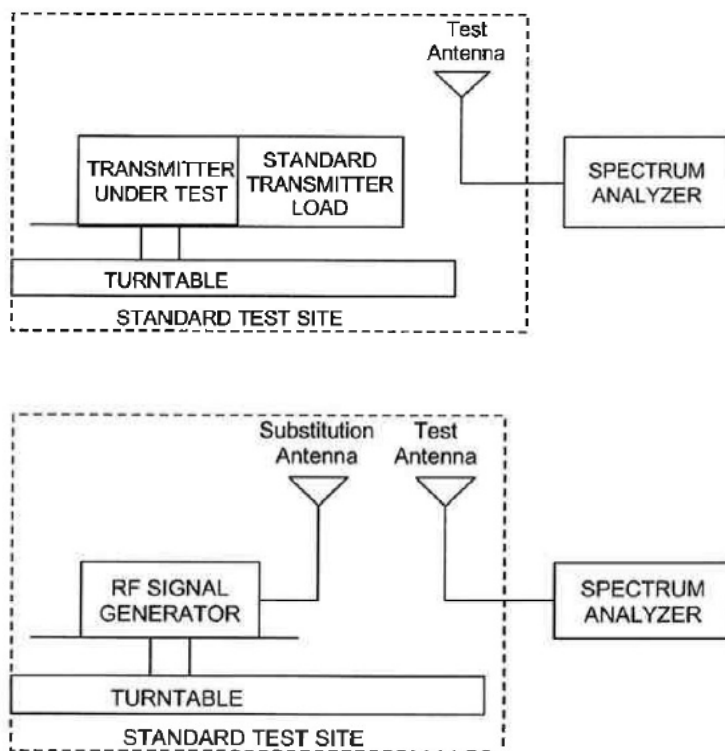 Test
Antenna
TRANSMITTER
UNDER TEST
STANDARD
TRANSMITTER
LOAD
SPECTRUM
ANALYZER
TURNTABLE
STANDARD TEST SITE
Substitution
Antenna
Test
Antenna
RF SIGNAL
GENERATOR
SPECTRUM
ANALYZER
TURNTABLE
STANDARD TEST SITE